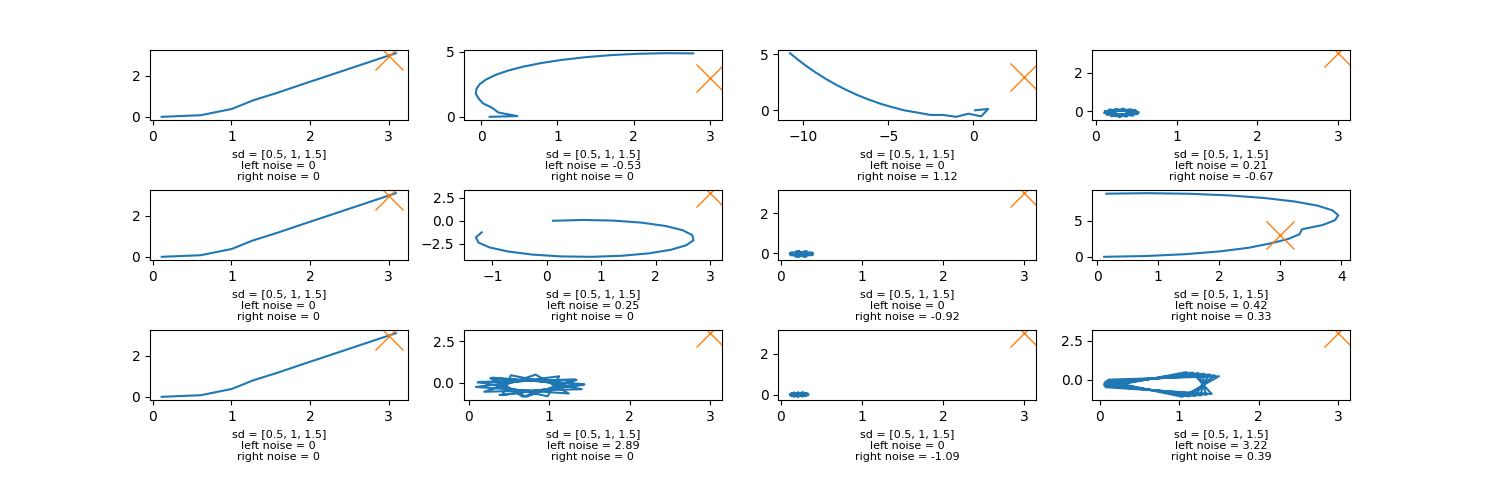 2
0
0 1 2 3
sd = [0.5, 1, 1.5]
left noise = 0
right noise = 0
5
0
0 1 2 3
sd = [0.5, 1, 1.5]
left noise = -0.53
right noise = 0
5
0
−10 −5 0
sd = [0.5, 1, 1.5]
left noise = 0
right noise = 1.12
2
0
0 1 2 3
sd = [0.5, 1, 1.5]
left noise = 0.21
right noise = -0.67
2
0
0 1 2 3
sd = [0.5, 1, 1.5]
left noise = 0
right noise = 0
2.5
0.0
−2.5
−1 0 1 2 3
sd = [0.5, 1, 1.5]
left noise = 0.25
right noise = 0
2
0
0 1 2 3
sd = [0.5, 1, 1.5]
left noise = 0
right noise = -0.92
5
0
0 1 2 3 4
sd = [0.5, 1, 1.5]
left noise = 0.42
right noise = 0.33
2
0
0 1 2 3
sd = [0.5, 1, 1.5]
left noise = 0
right noise = 0
2.5
0.0
0 1 2 3
sd = [0.5, 1, 1.5]
left noise = 2.89
right noise = 0
2
0
0 1 2 3
sd = [0.5, 1, 1.5]
left noise = 0
right noise = -1.09
2.5
0.0
0 1 2 3
sd = [0.5, 1, 1.5]
left noise = 3.22
right noise = 0.39